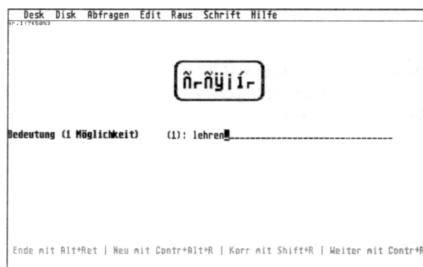 Desk Disk Abfragen Edit Raus Schrift Hilfe
ñ⌐ñÿ¡í⌐
Bedeutung (1 Möglichkeit) (1): lehren
Ende mit Alt+Ret | Neu mit Contr+Alt+R | Korr mit Shift+R | Weiter mit Contr+R